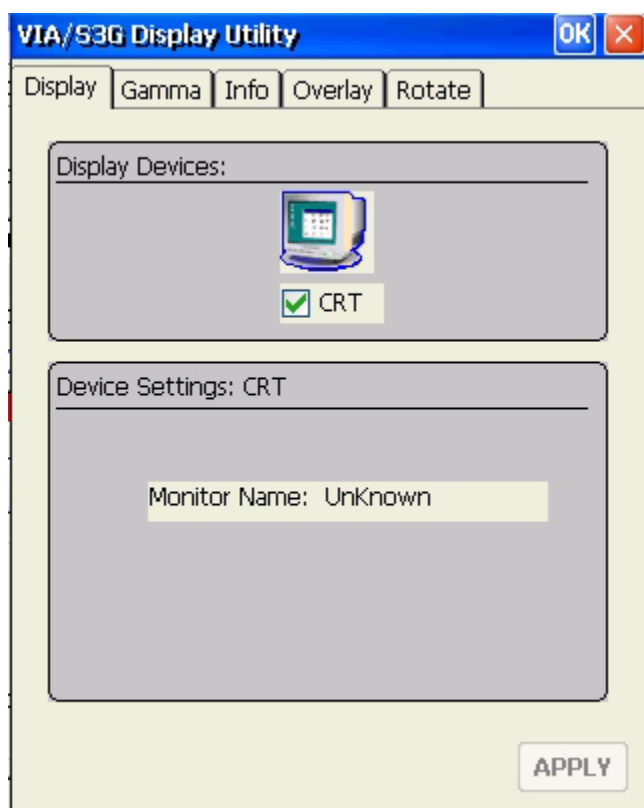 VIA/S3G Display Utility OK
Display Gamma Info Overlay Rotate
Display Devices:
CRT
Device Settings: CRT
Monitor Name: UnKnown
APPLY